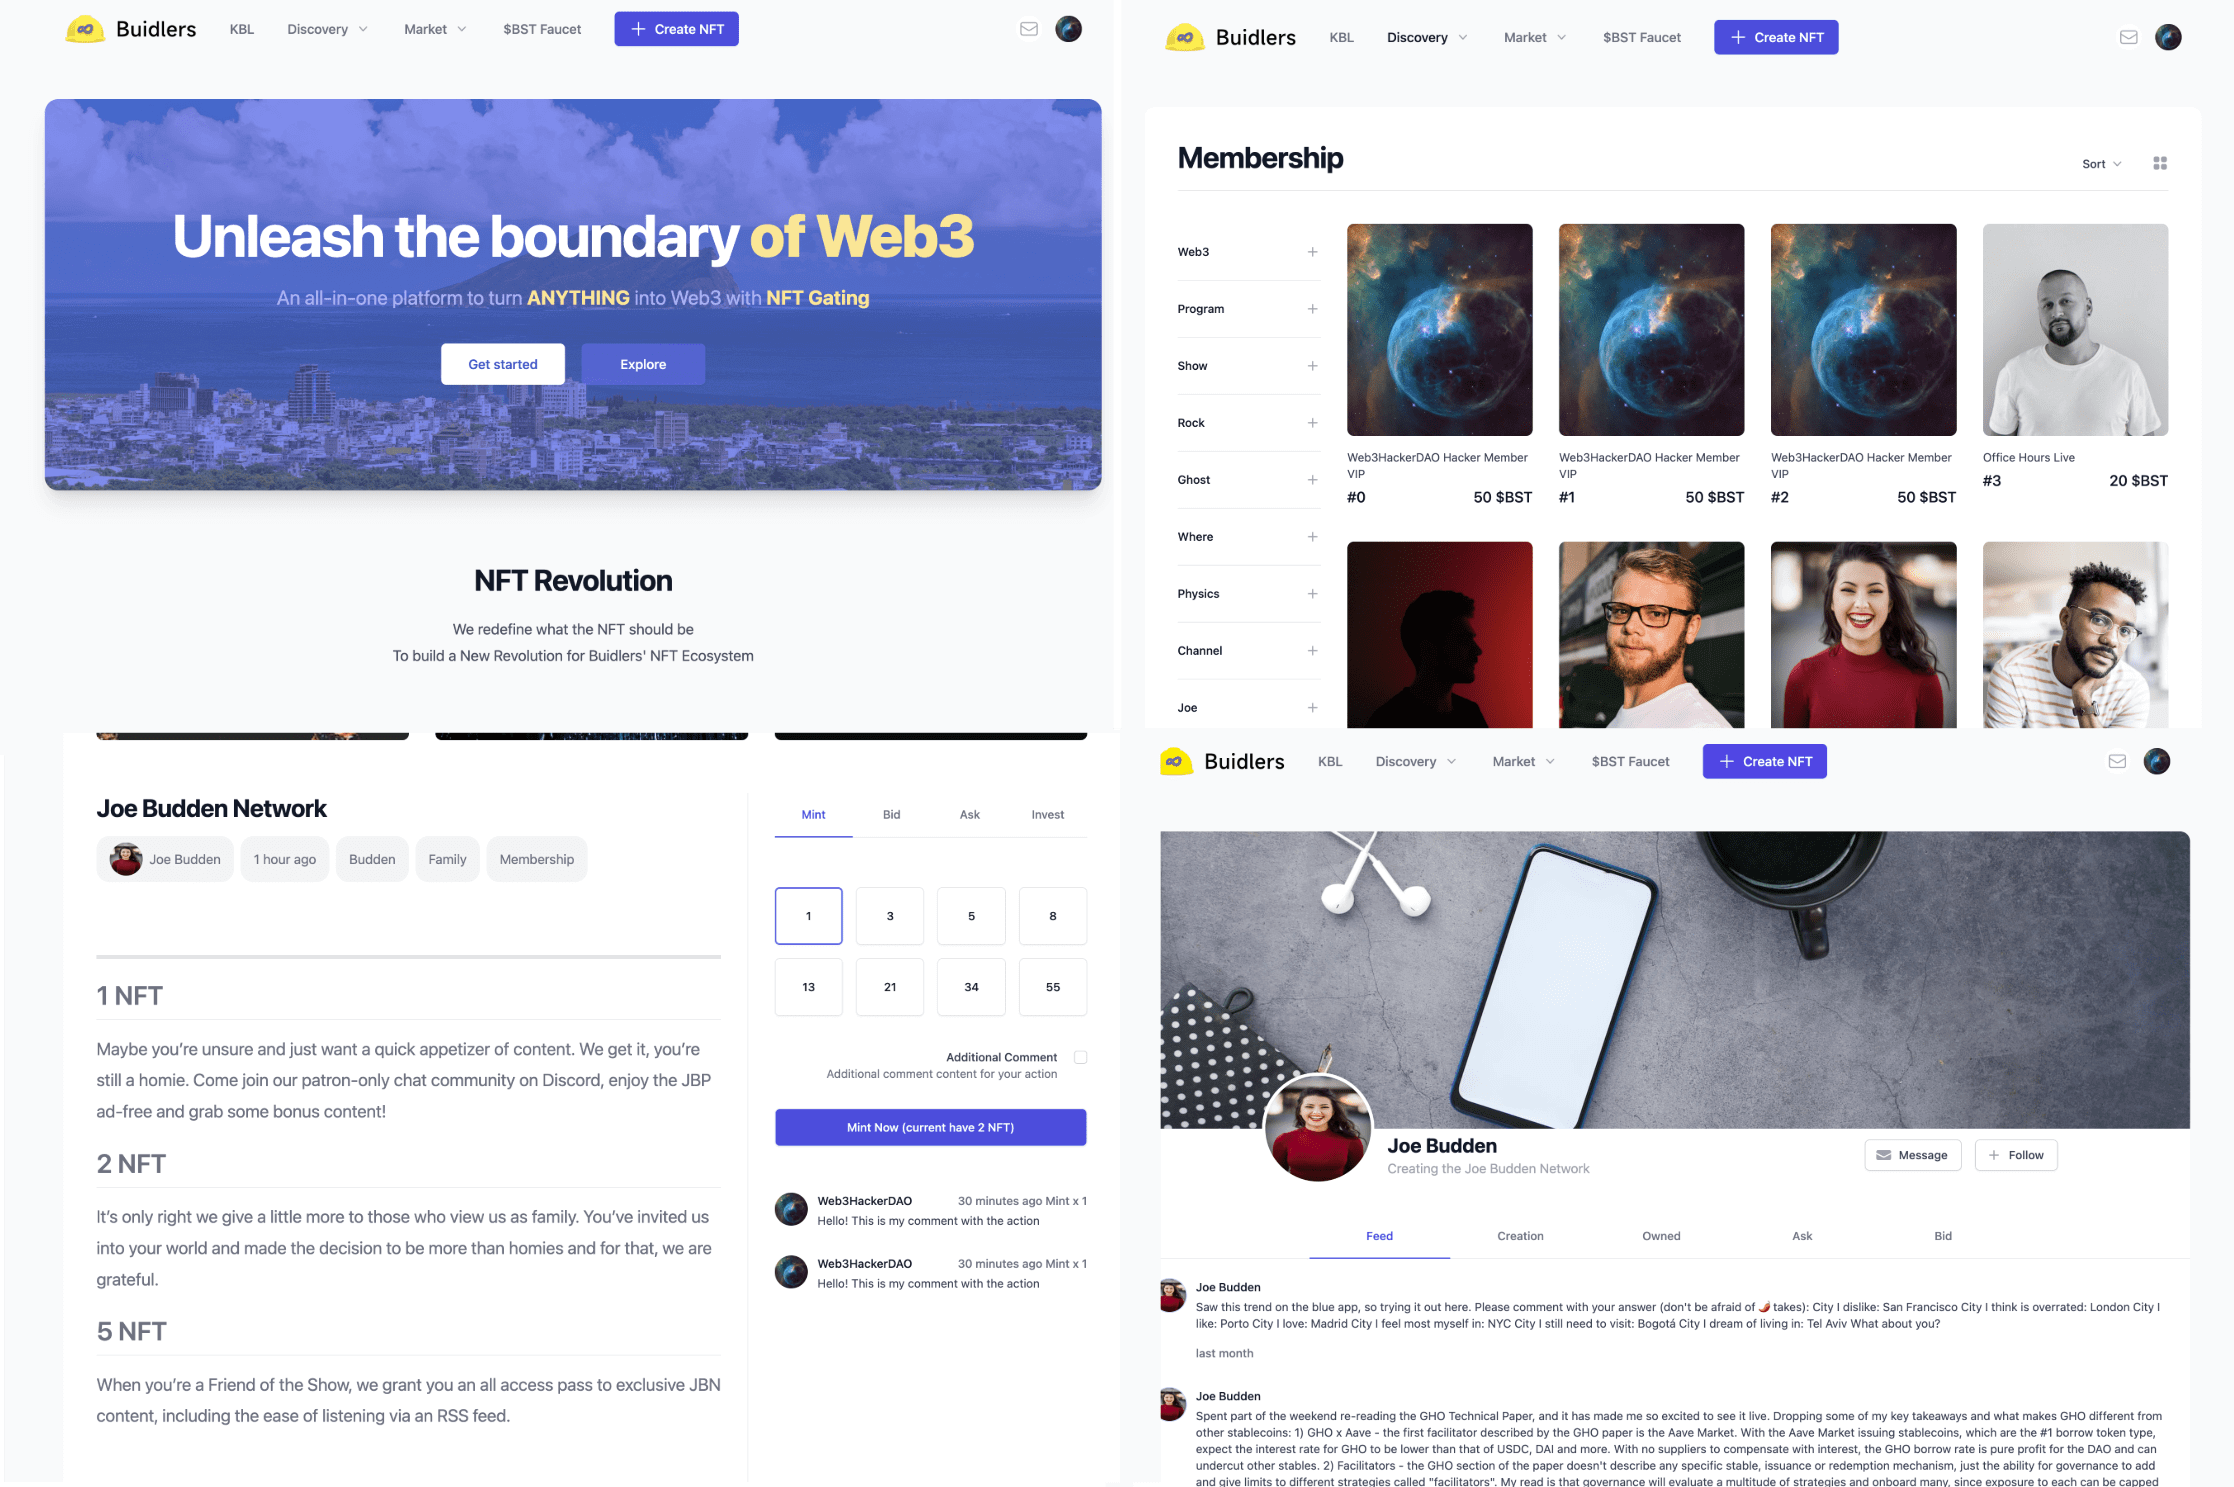 Buidlers KBL Discovery Market $BST Faucet Create NFT
Unleash the boundary of Web3
An all-in-one platform to turn ANYTHING into Web3 with NFT Gating
Get started Explore
NFT Revolution
We redefine what the NFT should be
To build a New Revolution for Buidlers' NFT Ecosystem
Buidlers KBL Discovery Market $BST Faucet Create NFT
Membership
Sort
Web3
Program
Show
Rock
Ghost
Where
Physics
Channel
Joe
Web3HackerDAO Hacker Member
VIP
#0 50 $BST
Web3HackerDAO Hacker Member
VIP
#1 50 $BST
Web3HackerDAO Hacker Member
VIP
#2 50 $BST
Office Hours Live
#3 20 $BST
Joe Budden Network
Joe Budden 1 hour ago Budden Family Membership
1 NFT
Maybe you’re unsure and just want a quick appetizer of content. We get it, you’re
still a homie. Come join our patron-only chat community on Discord, enjoy the JBP
ad-free and grab some bonus content!
2 NFT
It’s only right we give a little more to those who view us as family. You’ve invited us
into your world and made the decision to be more than homies and for that, we are
grateful.
5 NFT
When you’re a Friend of the Show, we grant you an all access pass to exclusive JBN
content, including the ease of listening via an RSS feed.
Mint Bid Ask Invest
1 3 5 8
13 21 34 55
Additional Comment
Additional comment content for your action
Mint Now (current have 2 NFT)
Web3HackerDAO 30 minutes ago Mint x 1
Hello! This is my comment with the action
Web3HackerDAO 30 minutes ago Mint x 1
Hello! This is my comment with the action
Buidlers KBL Discovery Market $BST Faucet Create NFT
Joe Budden
Creating the Joe Budden Network
Message Follow
Feed Creation Owned Ask Bid
Joe Budden
Saw this trend on the blue app, so trying it out here. Please comment with your answer (don't be afraid of 🌶️ takes): City I dislike: San Francisco City I think is overrated: London City I
like: Porto City I love: Madrid City I feel most myself in: NYC City I still need to visit: Bogotá City I dream of living in: Tel Aviv What about you?
last month
Joe Budden
Spent part of the weekend re-reading the GHO Technical Paper, and it has made me so excited to see it live. Dropping some of my key takeaways and what makes GHO different from
other stablecoins: 1) GHO x Aave - the first facilitator described by the GHO paper is the Aave Market. With the Aave Market issuing stablecoins, which are the #1 borrow token type,
expect the interest rate for GHO to be lower than that of USDC, DAI and more. With no suppliers to compensate with interest, the GHO borrow rate is pure profit for the DAO and can
undercut other stables. 2) Facilitators - the GHO section of the paper doesn't describe any specific stable, issuance or redemption mechanism, just the ability for governance to add
and give limits to different strategies called "facilitators". My read is that governance will evaluate a multitude of strategies and onboard many, since exposure to each can be capped